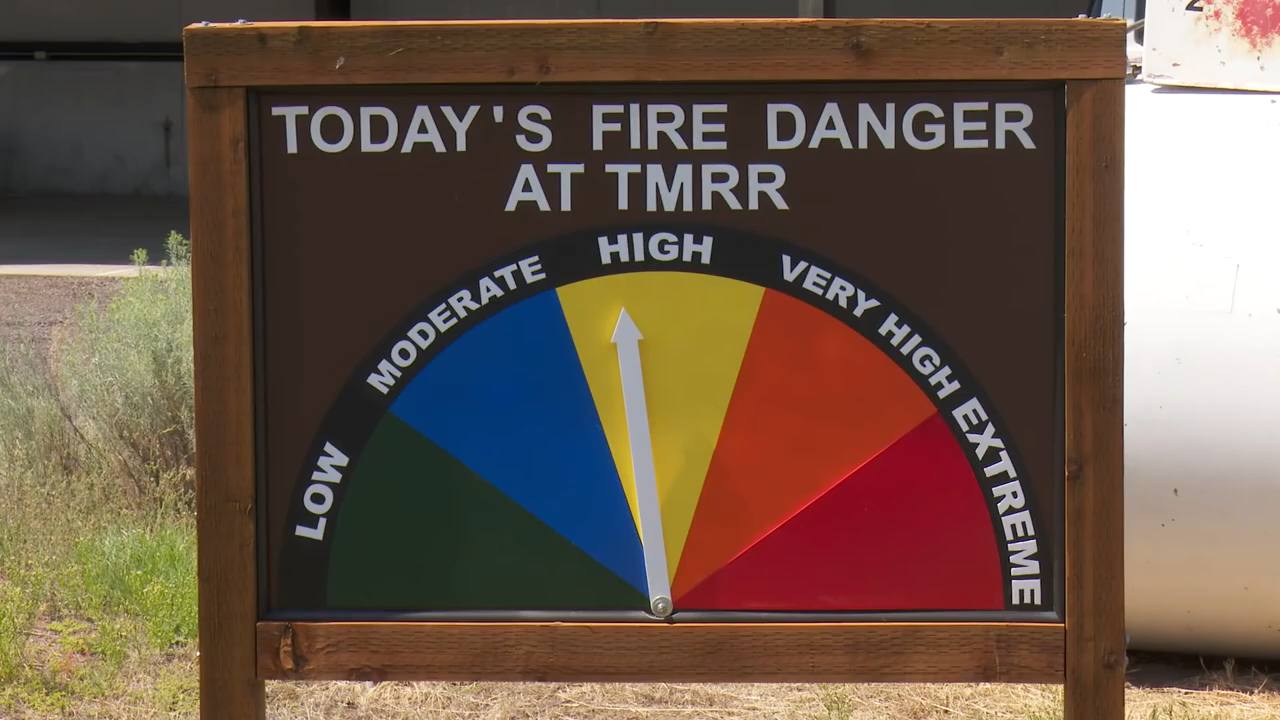 TODAY'S FIRE DANGER
AT TMRR
LOW
MODERATE
HIGH
VERY HIGH
EXTREME